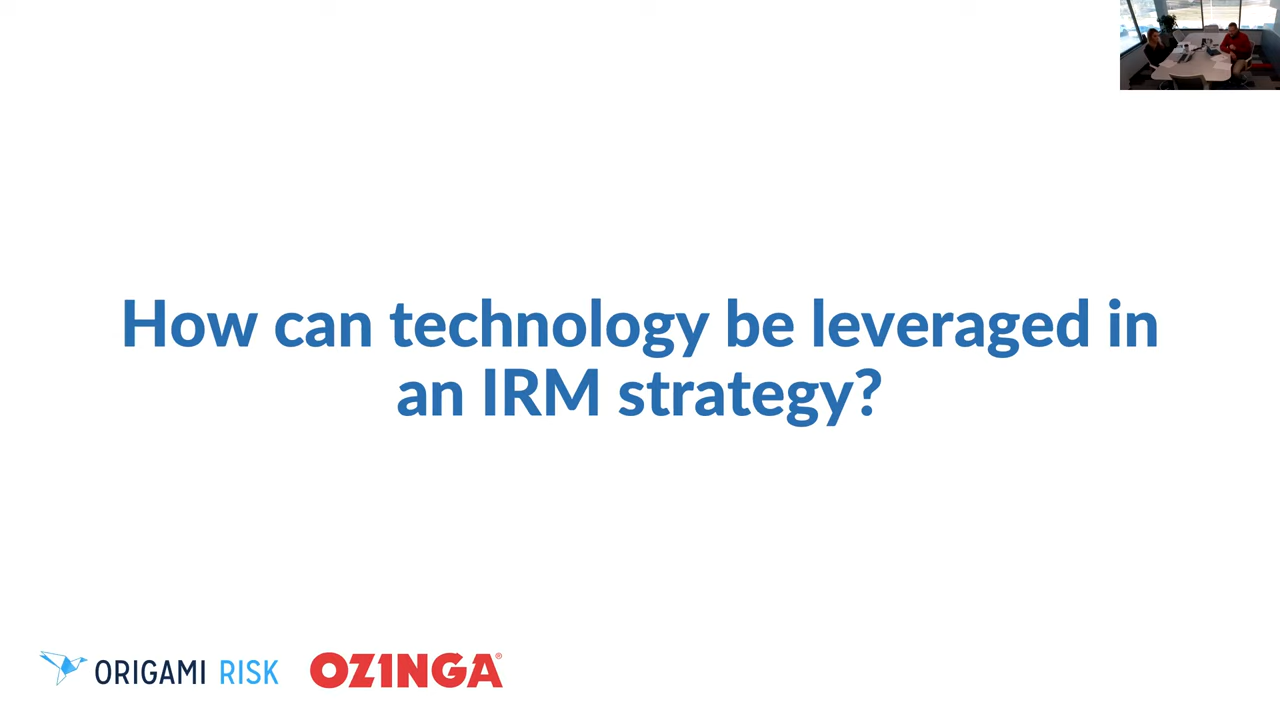 How can technology be leveraged in
an IRM strategy?
ORIGAMI RISK
OZINGA®